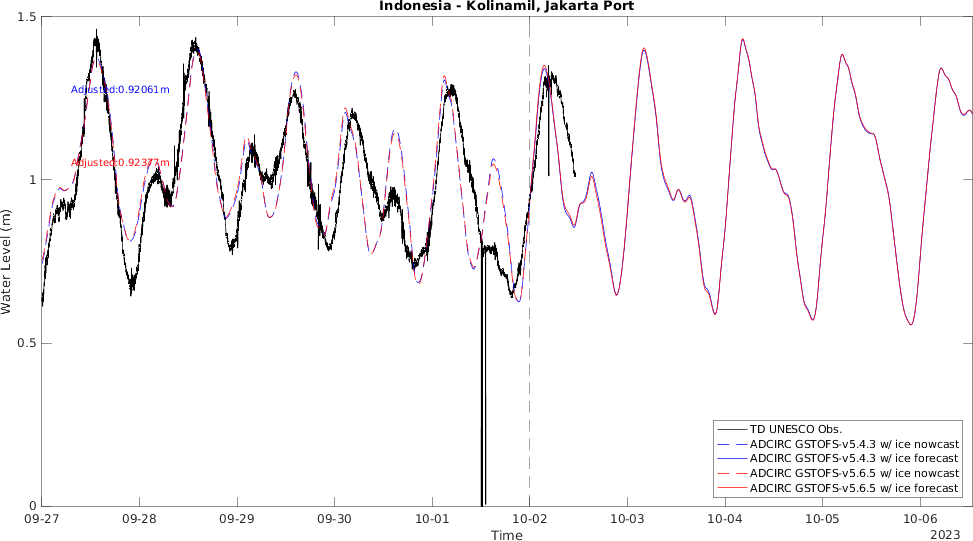 Indonesia - Kolinamil, Jakarta Port
1.5
Adjusted:0.92061m
Adjusted:0.92377m
1
Water Level (m)
0.5
0
TD UNESCO Obs.
ADCIRC GSTOFS-v5.4.3 w/ ice nowcast
ADCIRC GSTOFS-v5.4.3 w/ ice forecast
ADCIRC GSTOFS-v5.6.5 w/ ice nowcast
ADCIRC GSTOFS-v5.6.5 w/ ice forecast
09-27 09-28 09-29 09-30 10-01 10-02 10-03 10-04 10-05 10-06
Time
2023